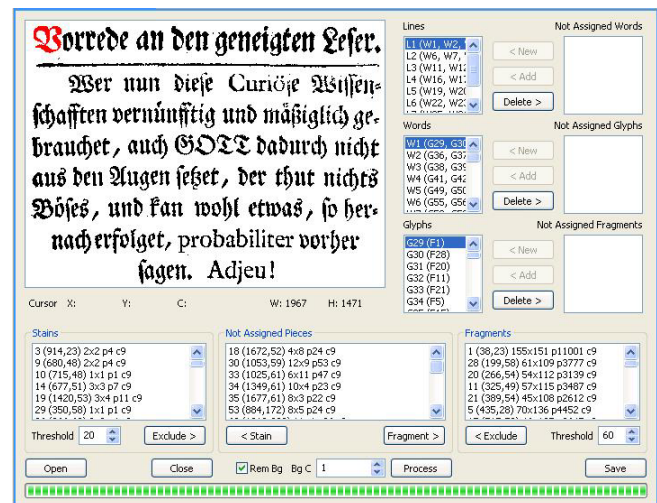 Vorrede an den geneigten Leser.
Wer nun diese Curiöse Wissen-
schafften vernünfftig und mäßiglich ge-
brauchet, auch GOTT dadurch nicht
aus den Augen setzet, der thut nichts
Böses, und kan wohl etwas, so her-
nach erfolget, probabiliter vorher
sagen. Adjeu!
Cursor X: Y: C: W: 1967 H: 1471
Lines Not Assigned Words
L1 (W1, W2,
L2 (W6, W7,
L3 (W11, W12
L4 (W16, W17
L5 (W19, W20
L6 (W22, W23
< New
< Add
Delete >
Words Not Assigned Glyphs
W1 (G29, G30
W2 (G36, G37
W3 (G38, G39
W4 (G41, G42
W5 (G49, G50
W6 (G55, G56
< New
< Add
Delete >
Glyphs Not Assigned Fragments
G29 (F1)
G30 (F28)
G31 (F20)
G32 (F11)
G33 (F21)
G34 (F5)
< New
< Add
Delete >
Stains
3 (914,23) 2x2 p4 c9
9 (680,48) 2x2 p4 c9
10 (715,48) 1x1 p1 c9
14 (677,51) 3x3 p7 c9
19 (1420,53) 3x4 p11 c9
29 (350,58) 1x1 p1 c9
Threshold 20 Exclude >
Not Assigned Pieces
18 (1672,52) 4x8 p24 c9
30 (1053,59) 12x9 p53 c9
33 (1025,61) 6x11 p47 c9
34 (1349,61) 10x4 p23 c9
35 (1677,61) 8x3 p22 c9
53 (884,172) 8x5 p24 c9
< Stain Fragment >
Fragments
1 (38,23) 155x151 p11001 c9
28 (199,58) 61x109 p3777 c9
20 (266,54) 54x112 p3139 c9
11 (325,49) 57x115 p3487 c9
21 (389,54) 45x108 p2612 c9
5 (435,28) 70x136 p4452 c9
< Exclude Threshold 60
Open Close Rem Bg Bg C 1 Process Save